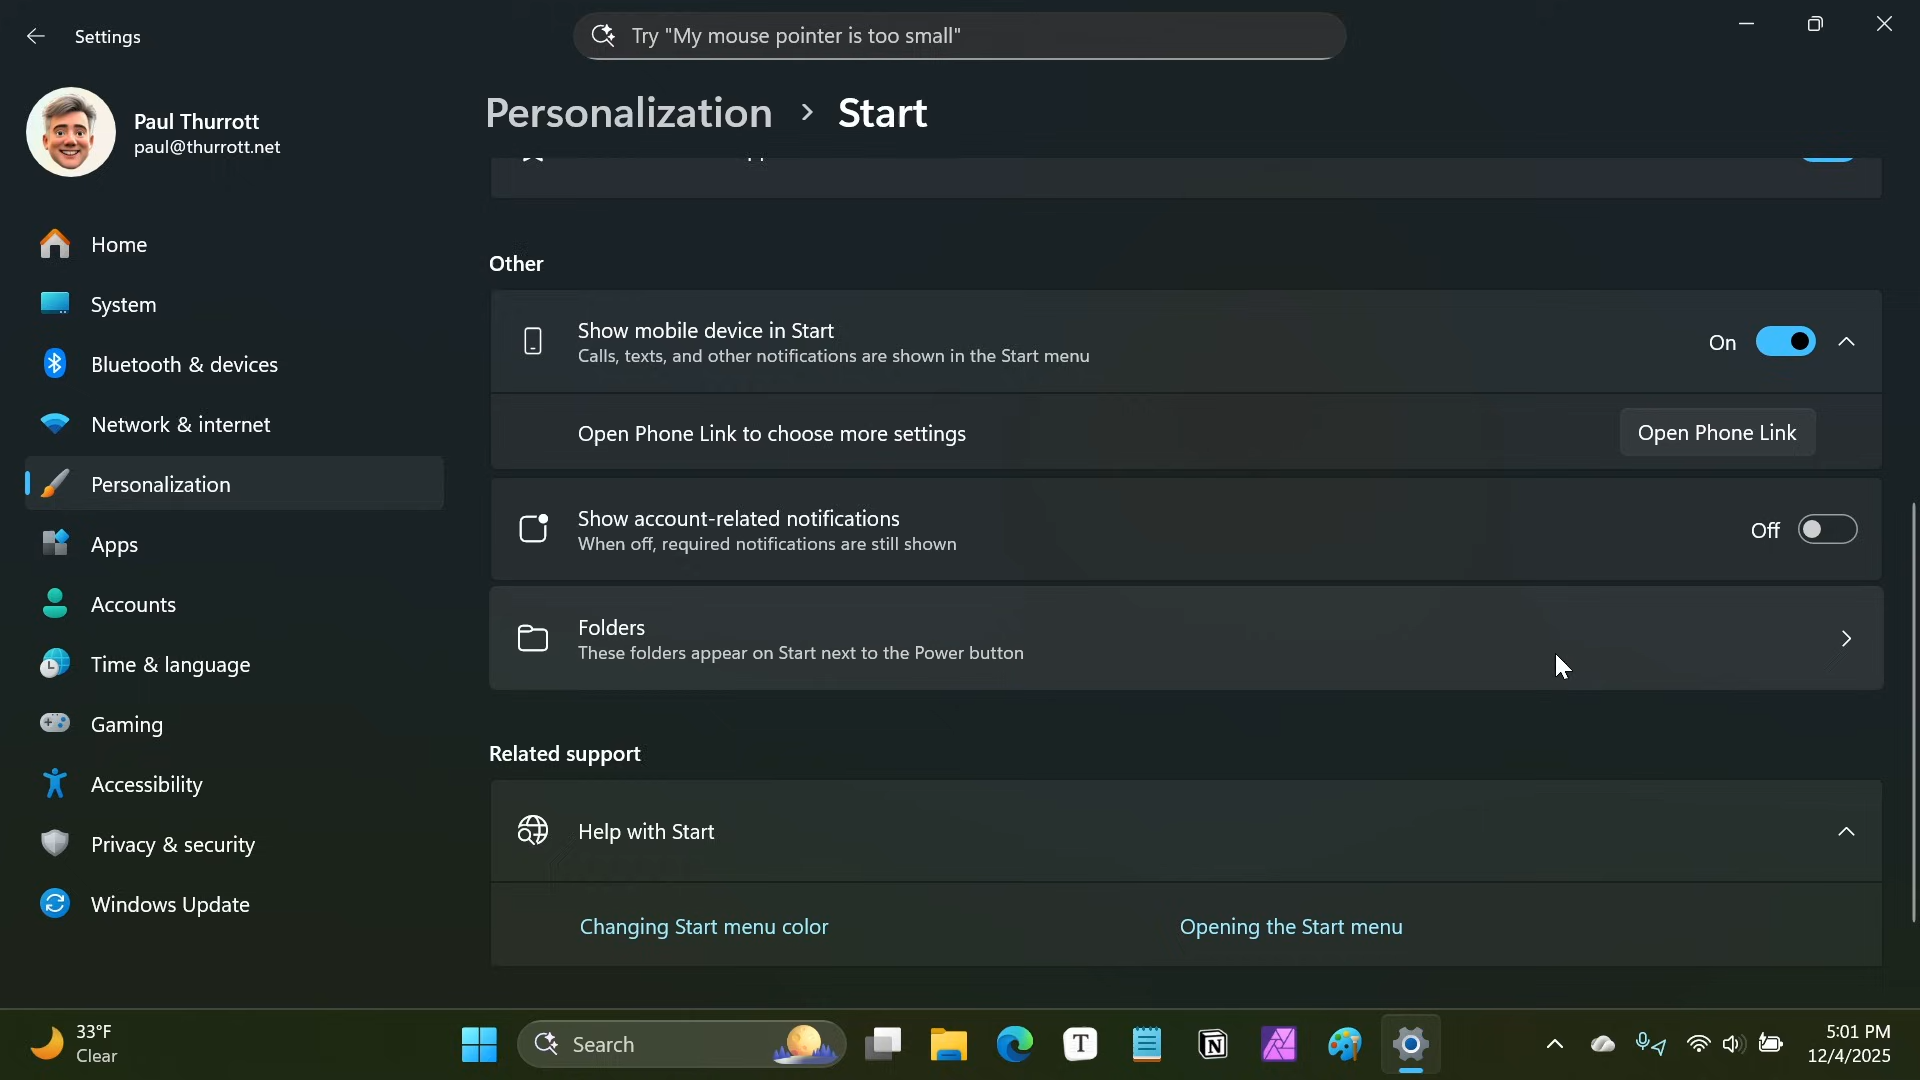 Settings
Try "My mouse pointer is too small"
Paul Thurrott
paul@thurrott.net
Home
System
Bluetooth & devices
Network & internet
Personalization
Apps
Accounts
Time & language
Gaming
Accessibility
Privacy & security
Windows Update
Personalization > Start
Other
Show mobile device in Start
Calls, texts, and other notifications are shown in the Start menu
On
Open Phone Link to choose more settings
Open Phone Link
Show account-related notifications
When off, required notifications are still shown
Off
Folders
These folders appear on Start next to the Power button
Related support
Help with Start
Changing Start menu color
Opening the Start menu
33°F
Clear
Search
T
N
5:01 PM
12/4/2025